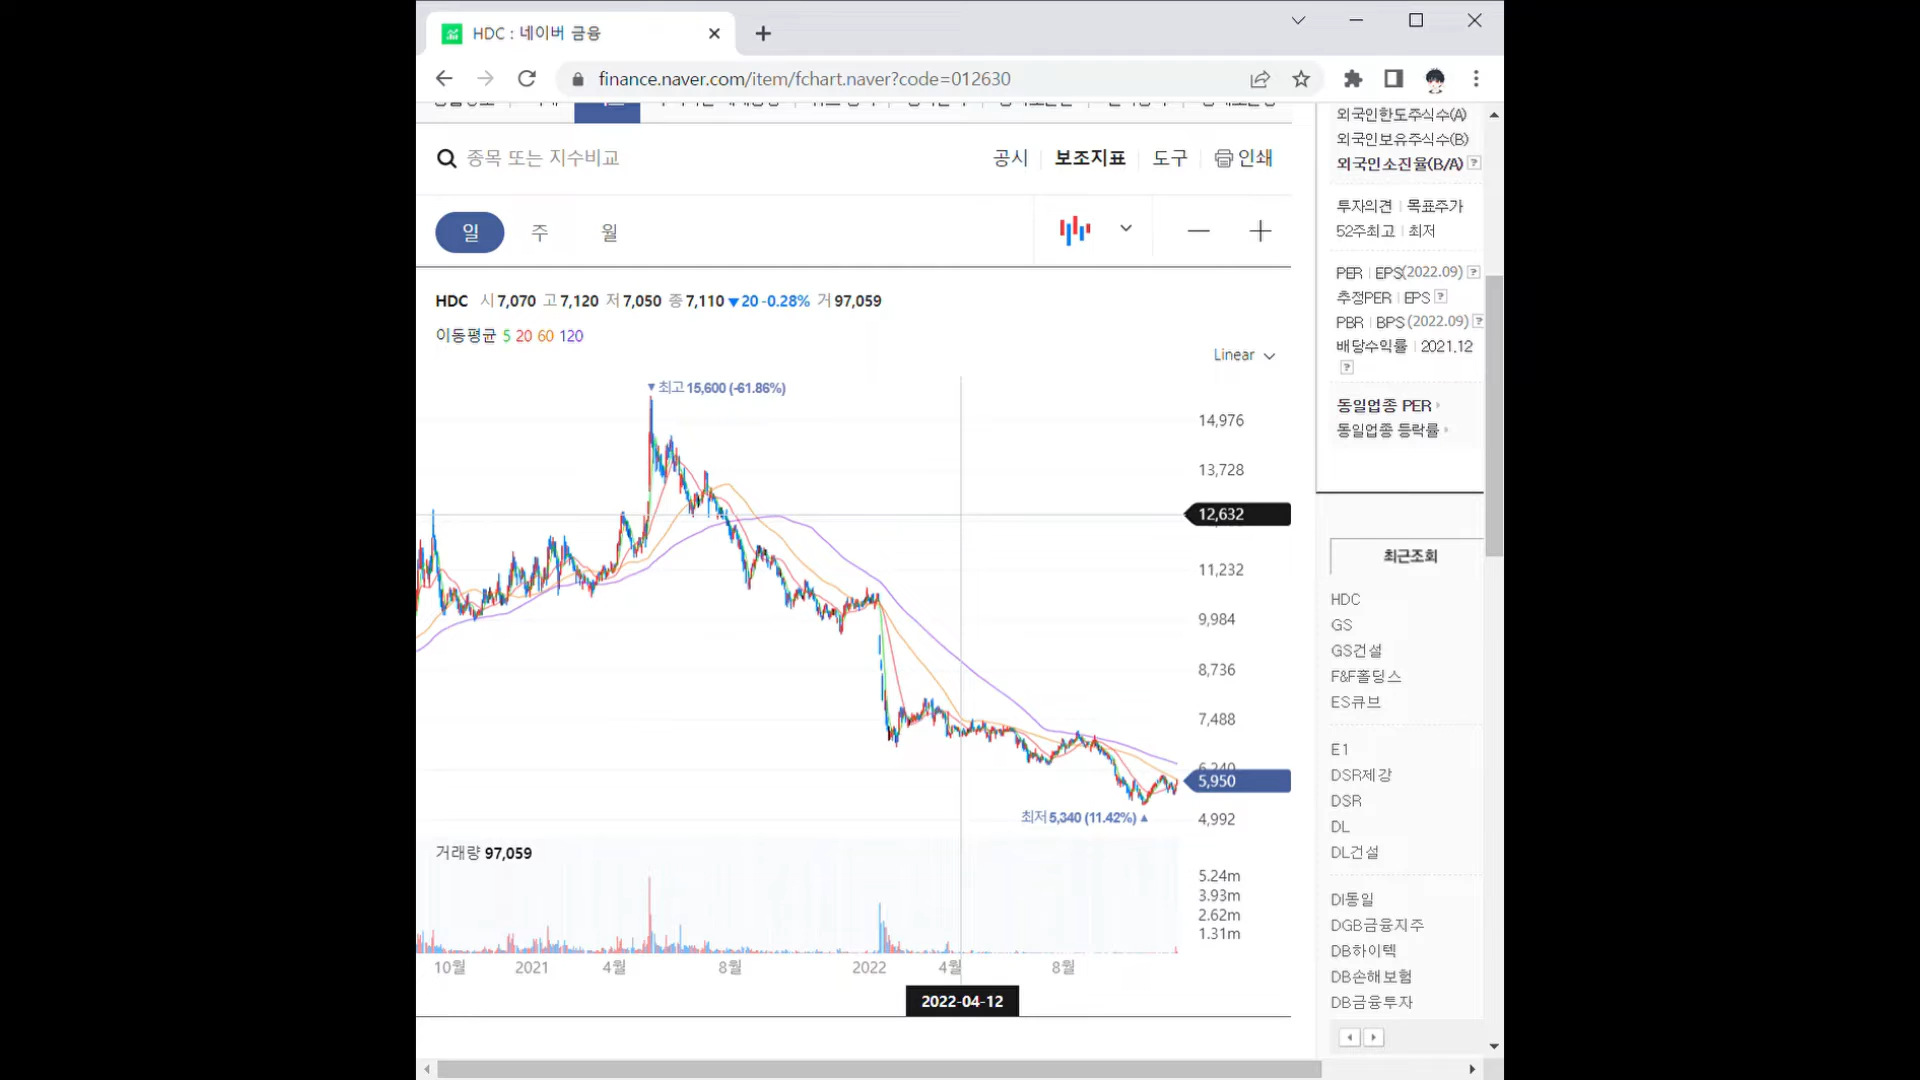 HDC : 네이버 금융
finance.naver.com/item/fchart.naver?code=012630
종목 또는 지수비교
공시 보조지표 도구 인쇄
일 주 월
HDC 시 7,070 고 7,120 저 7,050 종 7,110 ▼20 -0.28% 거 97,059
이동평균 5 20 60 120
Linear
▼최고 15,600 (-61.86%)
14,976
13,728
12,632
11,232
9,984
8,736
7,488
6,240
5,950
최저 5,340 (11.42%) ▲
4,992
거래량 97,059
5.24m
3.93m
2.62m
1.31m
10월 2021 4월 8월 2022 4월 8월
2022-04-12
외국인한도주식수(A)
외국인보유주식수(B)
외국인소진율(B/A) ?
투자의견 | 목표주가
52주최고 | 최저
PER | EPS(2022.09) ?
추정PER | EPS ?
PBR | BPS (2022.09) ?
배당수익률 | 2021.12
?
동일업종 PER
동일업종 등락률
최근조회
HDC
GS
GS건설
F&F홀딩스
ES큐브
E1
DSR제강
DSR
DL
DL건설
DI동일
DGB금융지주
DB하이텍
DB손해보험
DB금융투자